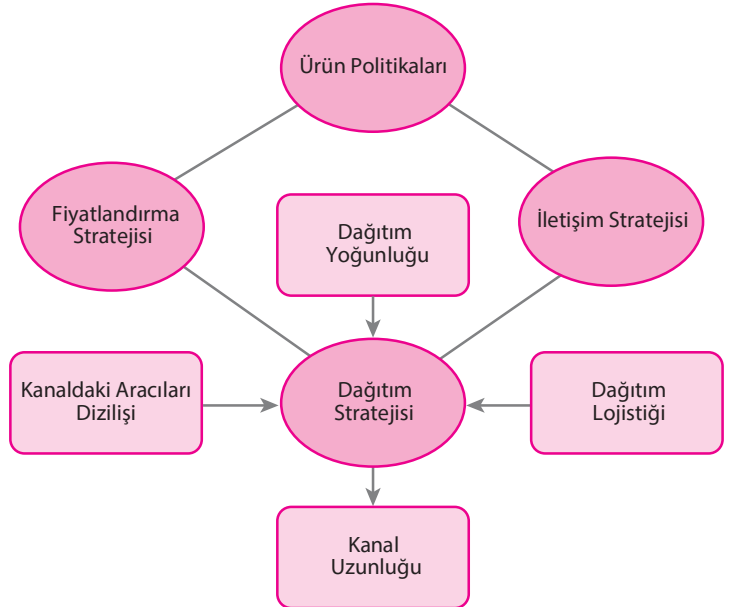 Ürün Politikaları
Fiyatlandırma
Stratejisi
Dağıtım
Yoğunluğu
İletişim Stratejisi
Kanaldaki Aracıları
Dizilişi
Dağıtım
Stratejisi
Dağıtım
Lojistiği
Kanal
Uzunluğu